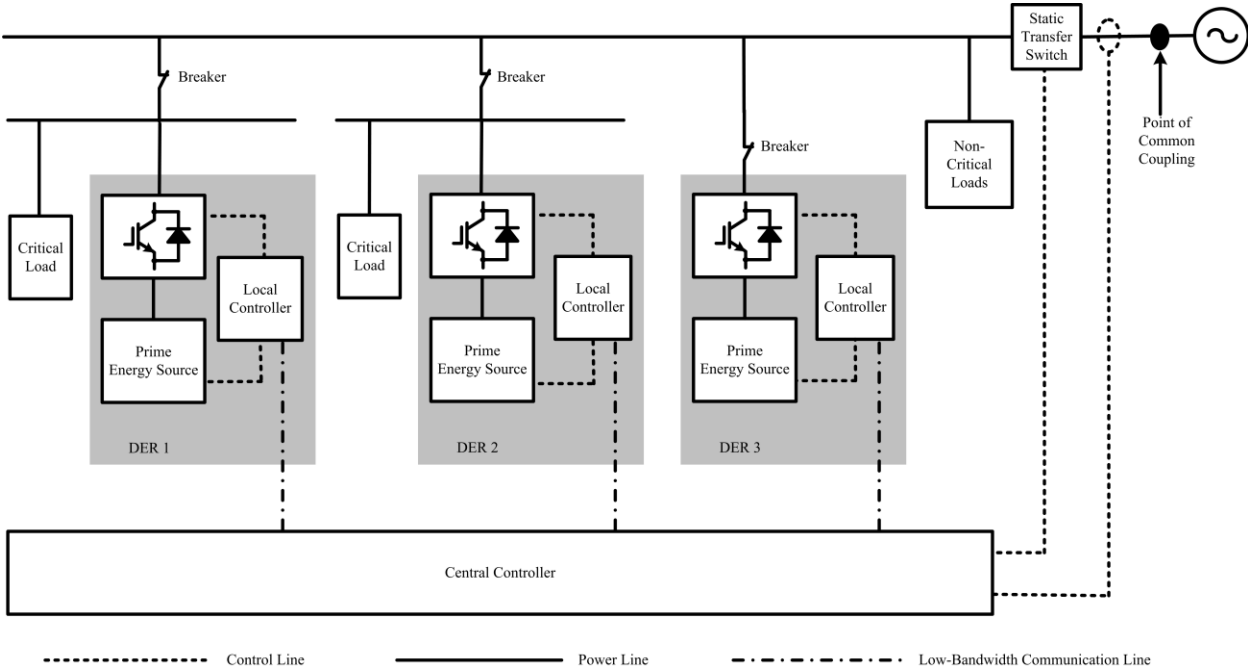 Static
Transfer
Switch
Breaker
Breaker
Point of
Common
Coupling
Breaker
Non-
Critical
Loads
Critical
Load
Local
Controller
Prime
Energy Source
DER 1
Critical
Load
Local
Controller
Prime
Energy Source
DER 2
Local
Controller
Prime
Energy Source
DER 3
Central Controller
Control Line
Power Line
Low-Bandwidth Communication Line